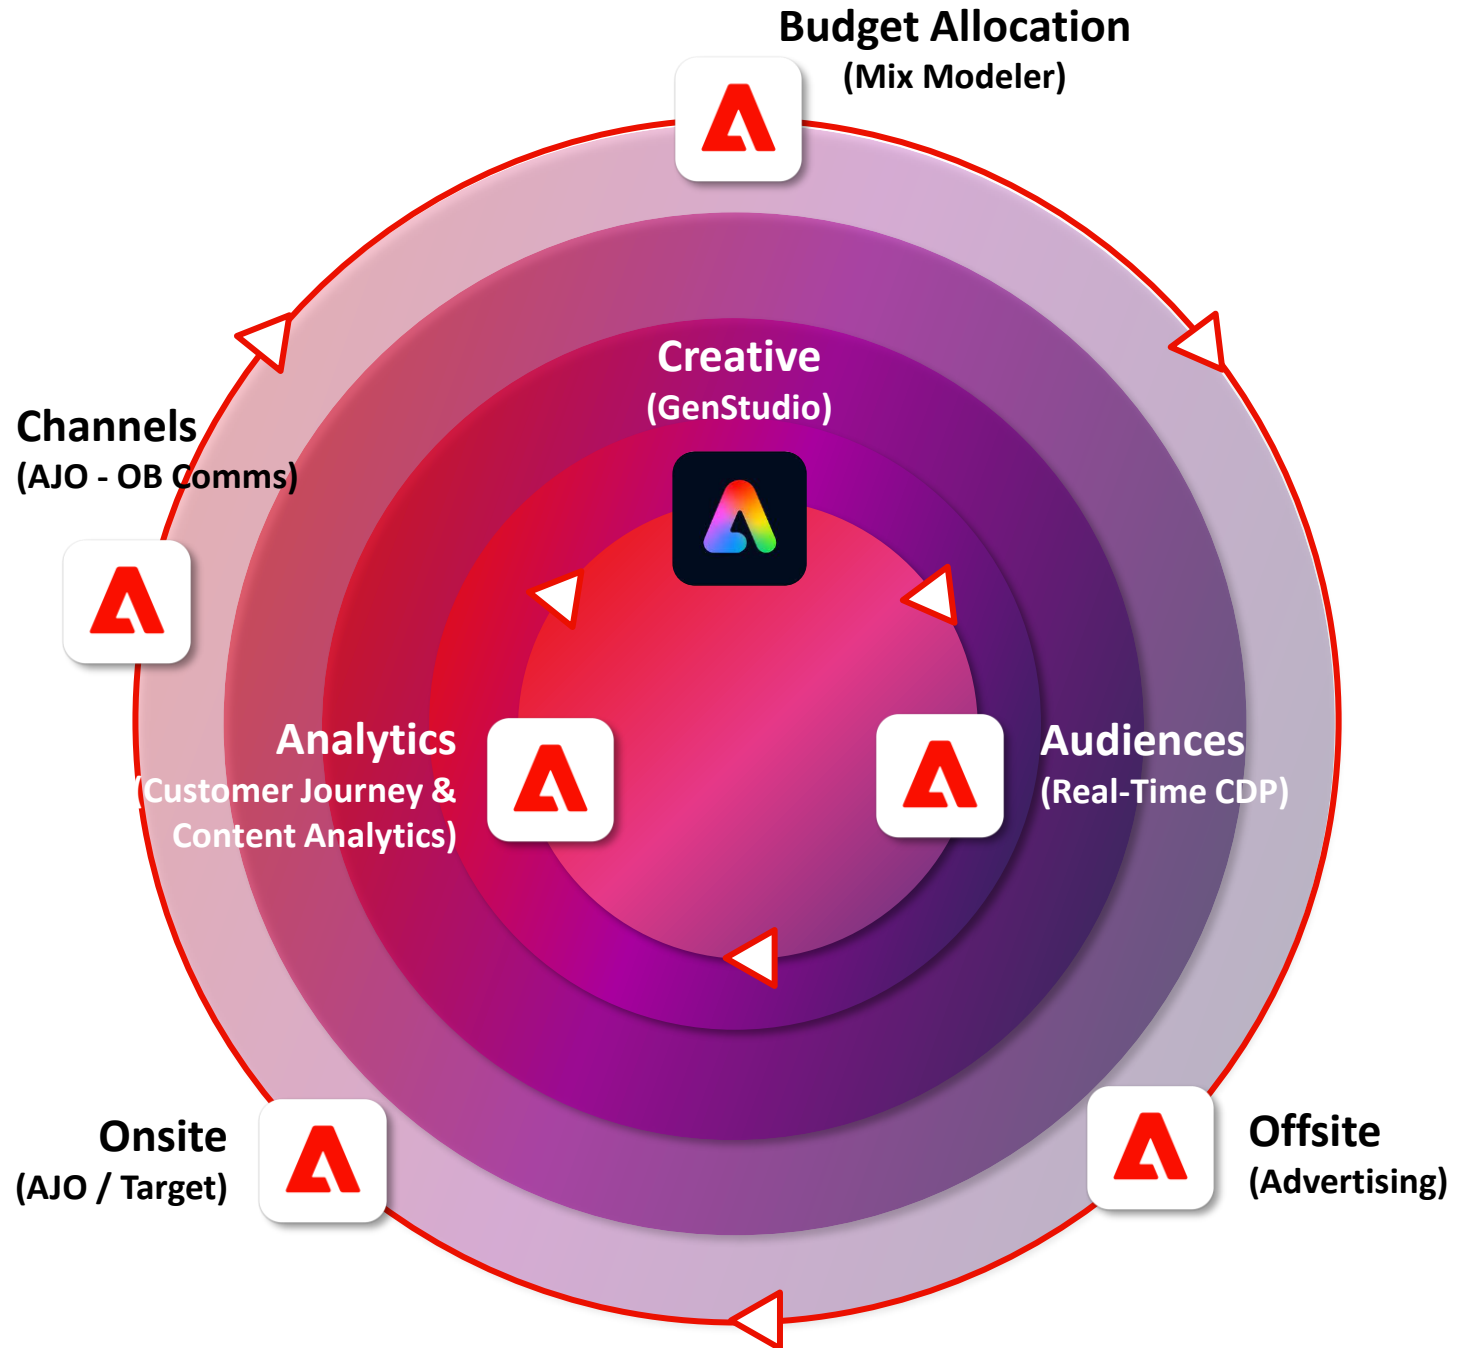 Budget Allocation
(Mix Modeler)
Creative
(GenStudio)
Channels
(AJO - OB Comms)
Analytics
(Customer Journey &
Content Analytics)
Audiences
(Real-Time CDP)
Onsite
(AJO / Target)
Offsite
(Advertising)